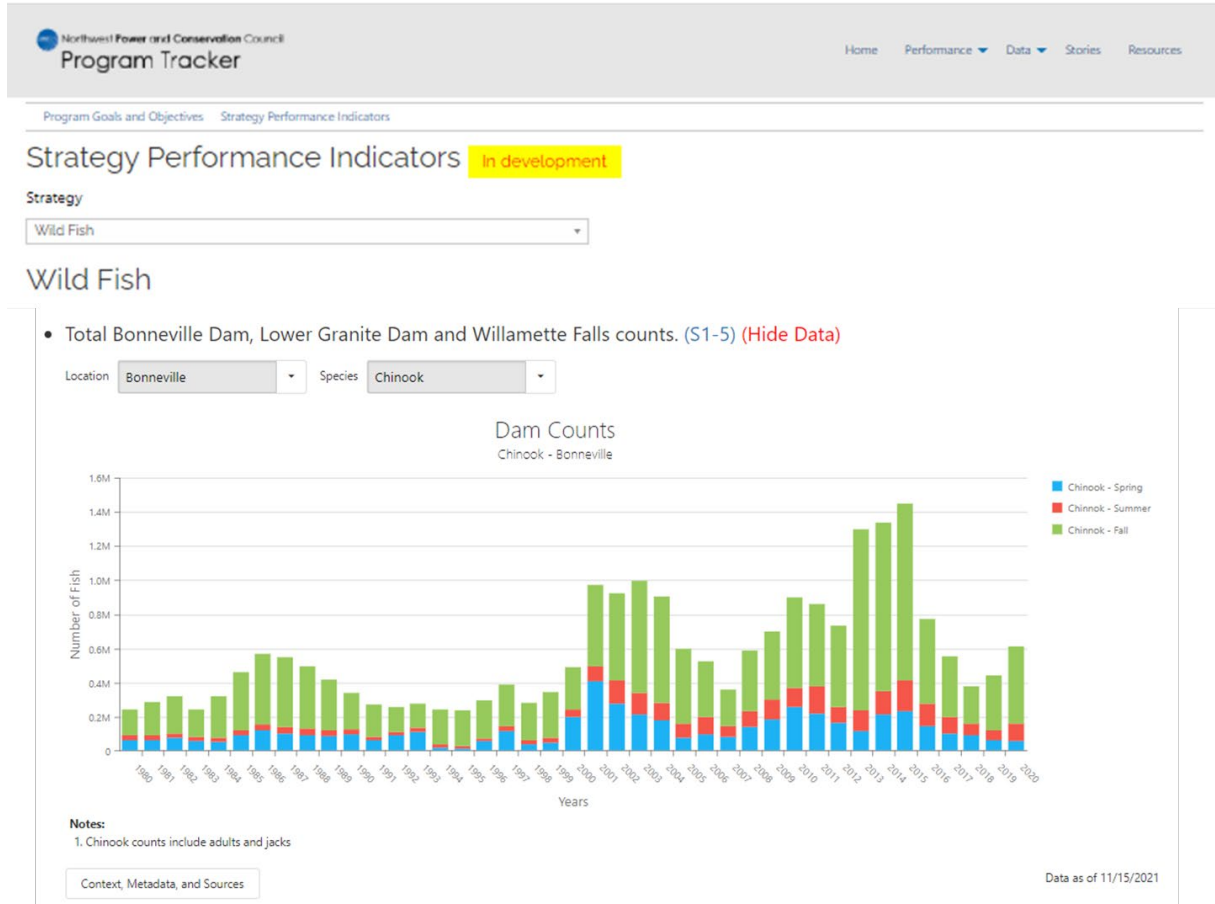 Northwest Power and Conservation Council
Program Tracker
Home Performance Data Stories Resources
Program Goals and Objectives Strategy Performance Indicators
Strategy Performance Indicators In development
Strategy
Wild Fish
Wild Fish
• Total Bonneville Dam, Lower Granite Dam and Willamette Falls counts. (S1-5) (Hide Data)
Location Bonneville Species Chinook
Dam Counts
Chinook - Bonneville
1.6M
1.4M
1.2M
1.0M
0.8M
0.6M
0.4M
0.2M
0
Number of Fish
Chinook - Spring
Chinnok - Summer
Chinnok - Fall
1980 1981 1982 1983 1984 1985 1986 1987 1988 1989 1990 1991 1992 1993 1994 1995 1996 1997 1998 1999 2000 2001 2002 2003 2004 2005 2006 2007 2008 2009 2010 2011 2012 2013 2014 2015 2016 2017 2018 2019 2020
Years
Notes:
1. Chinook counts include adults and jacks
Context, Metadata, and Sources
Data as of 11/15/2021